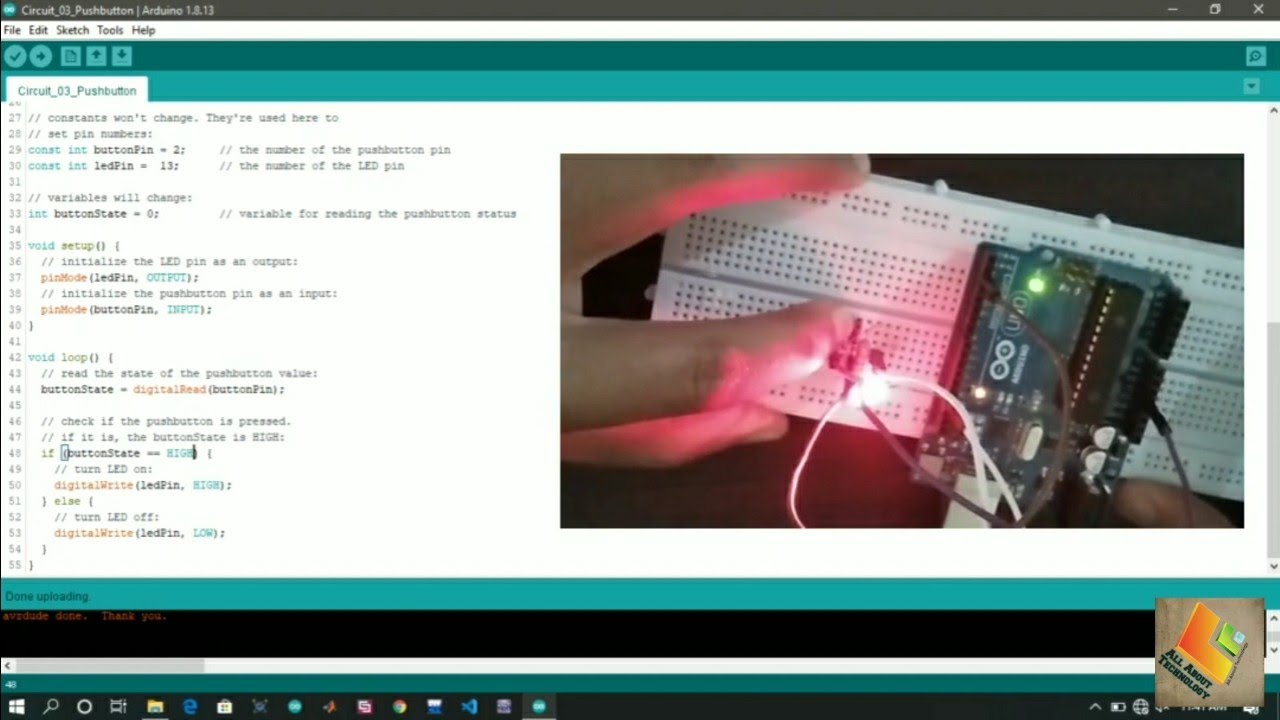 Circuit_03_Pushbutton | Arduino 1.8.13
File Edit Sketch Tools Help
Circuit_03_Pushbutton
26
27 // constants won't change. They're used here to
28 // set pin numbers:
29 const int buttonPin = 2;     // the number of the pushbutton pin
30 const int ledPin =  13;      // the number of the LED pin
31
32 // variables will change:
33 int buttonState = 0;         // variable for reading the pushbutton status
34
35 void setup() {
36   // initialize the LED pin as an output:
37   pinMode(ledPin, OUTPUT);
38   // initialize the pushbutton pin as an input:
39   pinMode(buttonPin, INPUT);
40 }
41
42 void loop() {
43   // read the state of the pushbutton value:
44   buttonState = digitalRead(buttonPin);
45
46   // check if the pushbutton is pressed.
47   // if it is, the buttonState is HIGH:
48   if (buttonState == HIGH) {
49     // turn LED on:
50     digitalWrite(ledPin, HIGH);
51   } else {
52     // turn LED off:
53     digitalWrite(ledPin, LOW);
54   }
55 }
UNO
ARDUINO
Done uploading.
avrdude done.  Thank you.
48
ALL ABOUT
TECHNOLOGY
11:41 AM